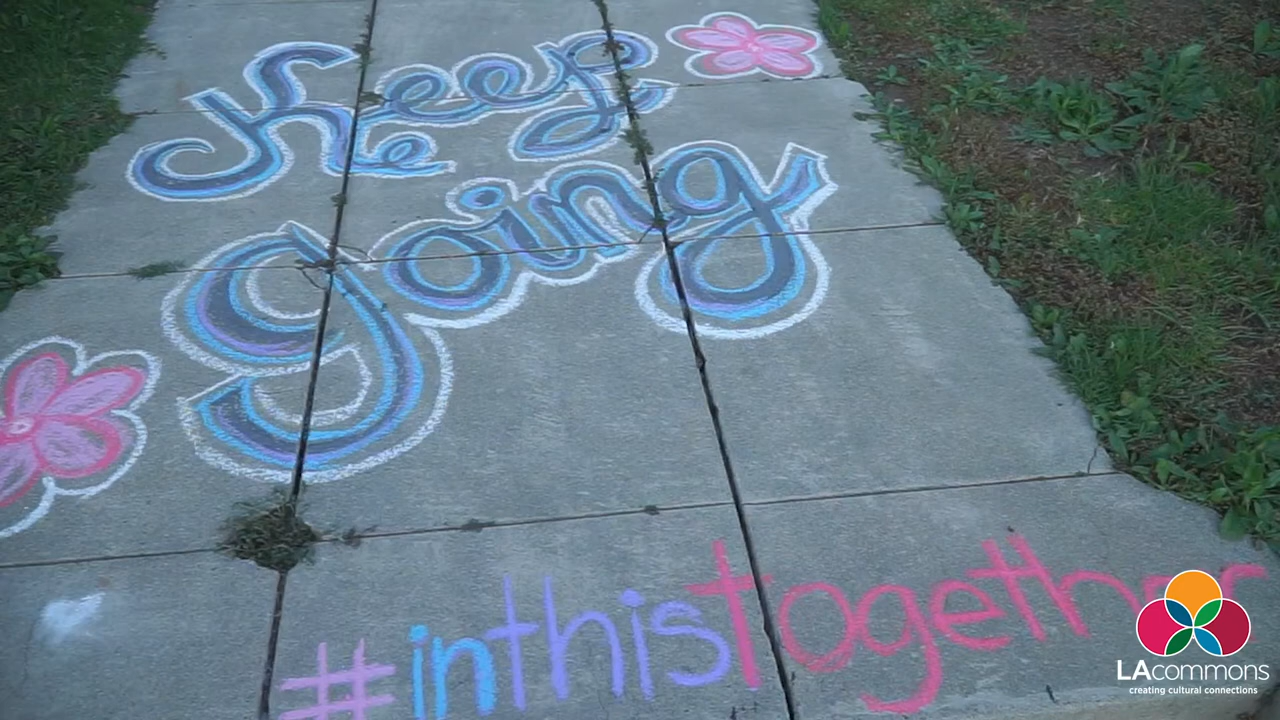 Keep
going
#inthistogether
LAcommons
creating cultural connections